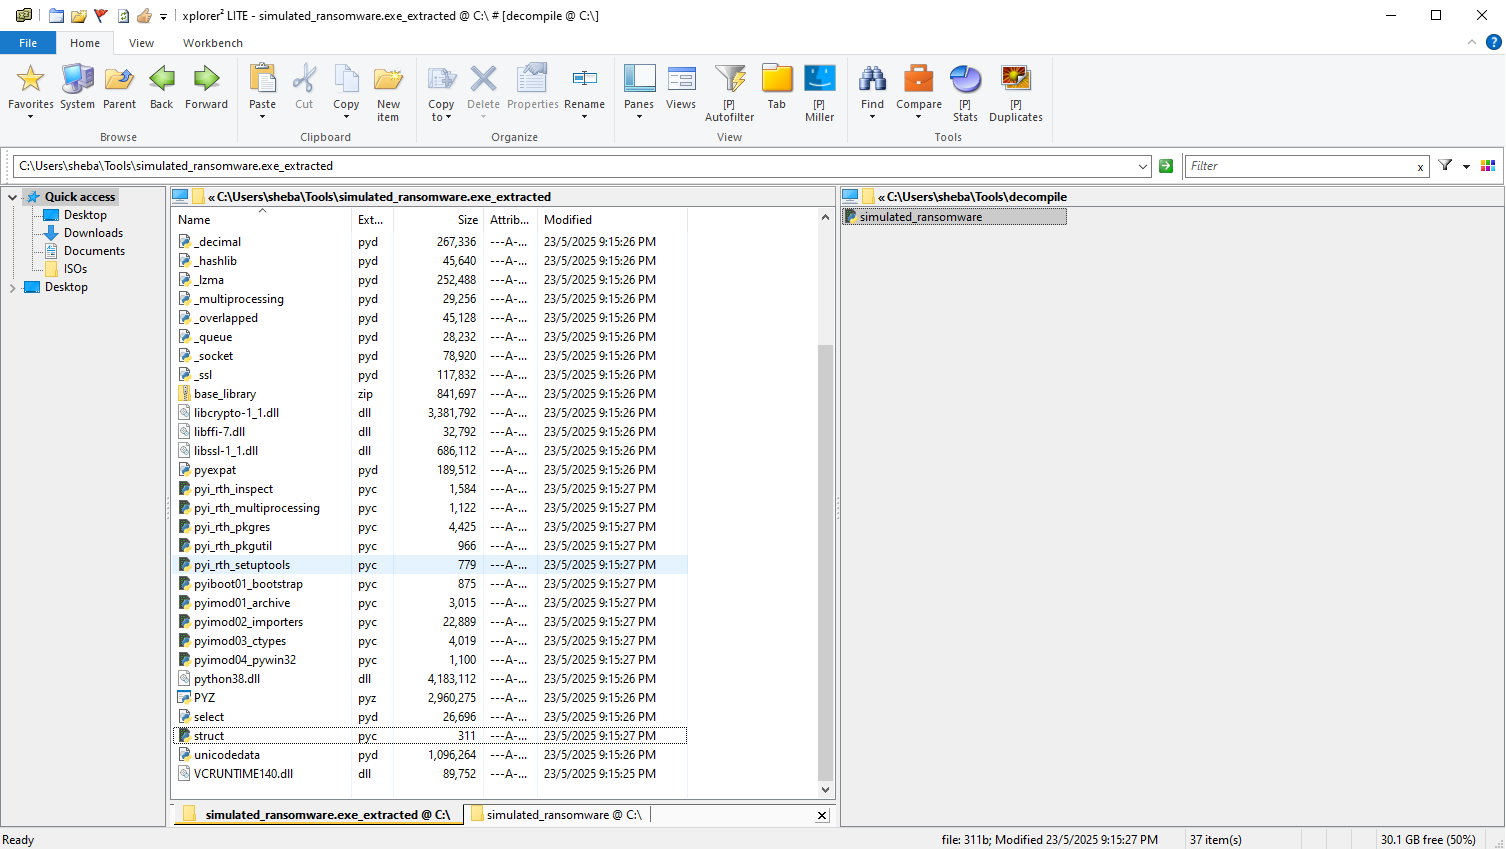 xplorer² LITE - simulated_ransomware.exe_extracted @ C:\ # [decompile @ C:\]
File Home View Workbench
Favorites System Parent Back Forward Paste Cut Copy New item Copy to Delete Properties Rename Panes Views [P] Autofilter Tab [P] Miller Find Compare [P] Stats [P] Duplicates
Browse Clipboard Organize View Tools
C:\Users\sheba\Tools\simulated_ransomware.exe_extracted Filter x
Quick access
Desktop
Downloads
Documents
ISOs
Desktop
« C:\Users\sheba\Tools\simulated_ransomware.exe_extracted
Name Ext... Size Attrib... Modified
_decimal pyd 267,336 ---A-... 23/5/2025 9:15:26 PM
_hashlib pyd 45,640 ---A-... 23/5/2025 9:15:26 PM
_lzma pyd 252,488 ---A-... 23/5/2025 9:15:26 PM
_multiprocessing pyd 29,256 ---A-... 23/5/2025 9:15:26 PM
_overlapped pyd 45,128 ---A-... 23/5/2025 9:15:26 PM
_queue pyd 28,232 ---A-... 23/5/2025 9:15:26 PM
_socket pyd 78,920 ---A-... 23/5/2025 9:15:26 PM
_ssl pyd 117,832 ---A-... 23/5/2025 9:15:26 PM
base_library zip 841,697 ---A-... 23/5/2025 9:15:26 PM
libcrypto-1_1.dll dll 3,381,792 ---A-... 23/5/2025 9:15:26 PM
libffi-7.dll dll 32,792 ---A-... 23/5/2025 9:15:26 PM
libssl-1_1.dll dll 686,112 ---A-... 23/5/2025 9:15:26 PM
pyexpat pyd 189,512 ---A-... 23/5/2025 9:15:26 PM
pyi_rth_inspect pyc 1,584 ---A-... 23/5/2025 9:15:27 PM
pyi_rth_multiprocessing pyc 1,122 ---A-... 23/5/2025 9:15:27 PM
pyi_rth_pkgres pyc 4,425 ---A-... 23/5/2025 9:15:27 PM
pyi_rth_pkgutil pyc 966 ---A-... 23/5/2025 9:15:27 PM
pyi_rth_setuptools pyc 779 ---A-... 23/5/2025 9:15:27 PM
pyiboot01_bootstrap pyc 875 ---A-... 23/5/2025 9:15:27 PM
pyimod01_archive pyc 3,015 ---A-... 23/5/2025 9:15:27 PM
pyimod02_importers pyc 22,889 ---A-... 23/5/2025 9:15:27 PM
pyimod03_ctypes pyc 4,019 ---A-... 23/5/2025 9:15:27 PM
pyimod04_pywin32 pyc 1,100 ---A-... 23/5/2025 9:15:27 PM
python38.dll dll 4,183,112 ---A-... 23/5/2025 9:15:26 PM
PYZ pyz 2,960,275 ---A-... 23/5/2025 9:15:27 PM
select pyd 26,696 ---A-... 23/5/2025 9:15:26 PM
struct pyc 311 ---A-... 23/5/2025 9:15:27 PM
unicodedata pyd 1,096,264 ---A-... 23/5/2025 9:15:26 PM
VCRUNTIME140.dll dll 89,752 ---A-... 23/5/2025 9:15:25 PM
simulated_ransomware.exe_extracted @ C:\ simulated_ransomware @ C:\
« C:\Users\sheba\Tools\decompile
simulated_ransomware
Ready file: 311b; Modified 23/5/2025 9:15:27 PM 37 item(s) 30.1 GB free (50%)